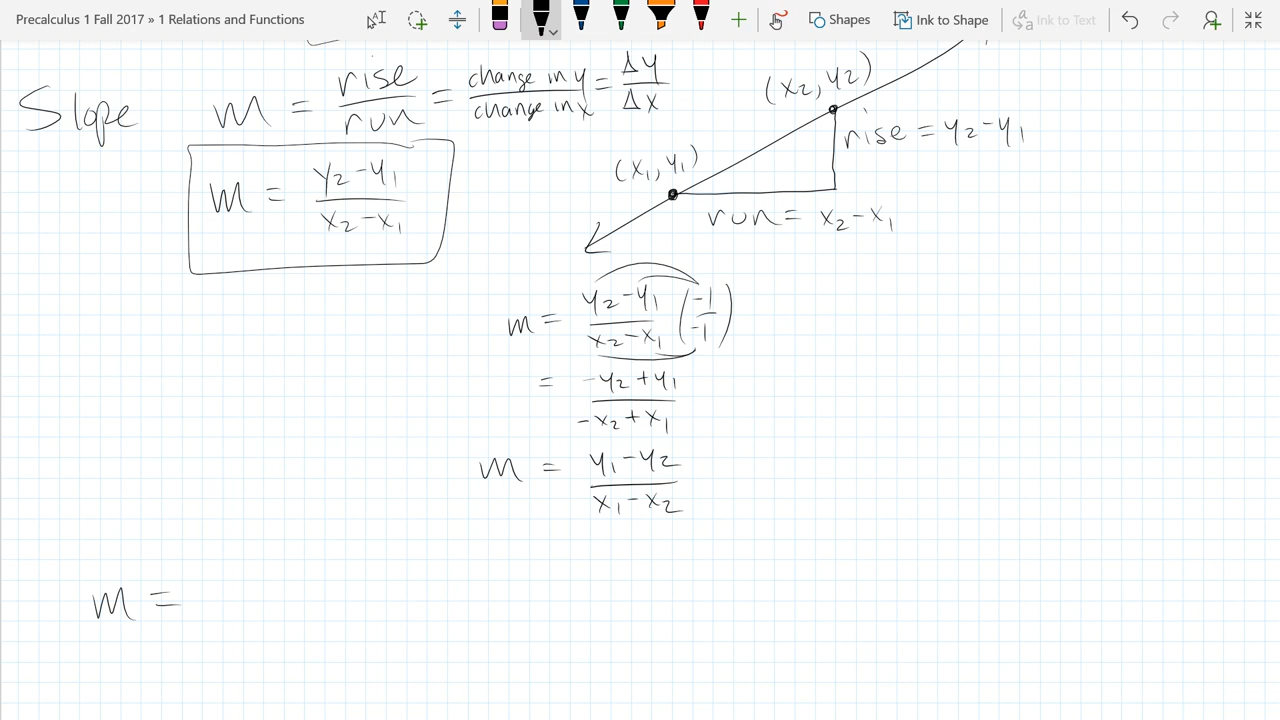 Precalculus 1 Fall 2017 » 1 Relations and Functions Shapes Ink to Shape Ink to Text
Slope m = rise/run = change in y/change in x = Δy/Δx
(x₂, y₂)
rise = y₂ - y₁
(x₁, y₁)
m = y₂ - y₁/x₂ - x₁
run = x₂ - x₁
m = y₂ - y₁/x₂ - x₁ (-1/-1)
= -y₂ + y₁/-x₂ + x₁
m = y₁ - y₂/x₁ - x₂
m =